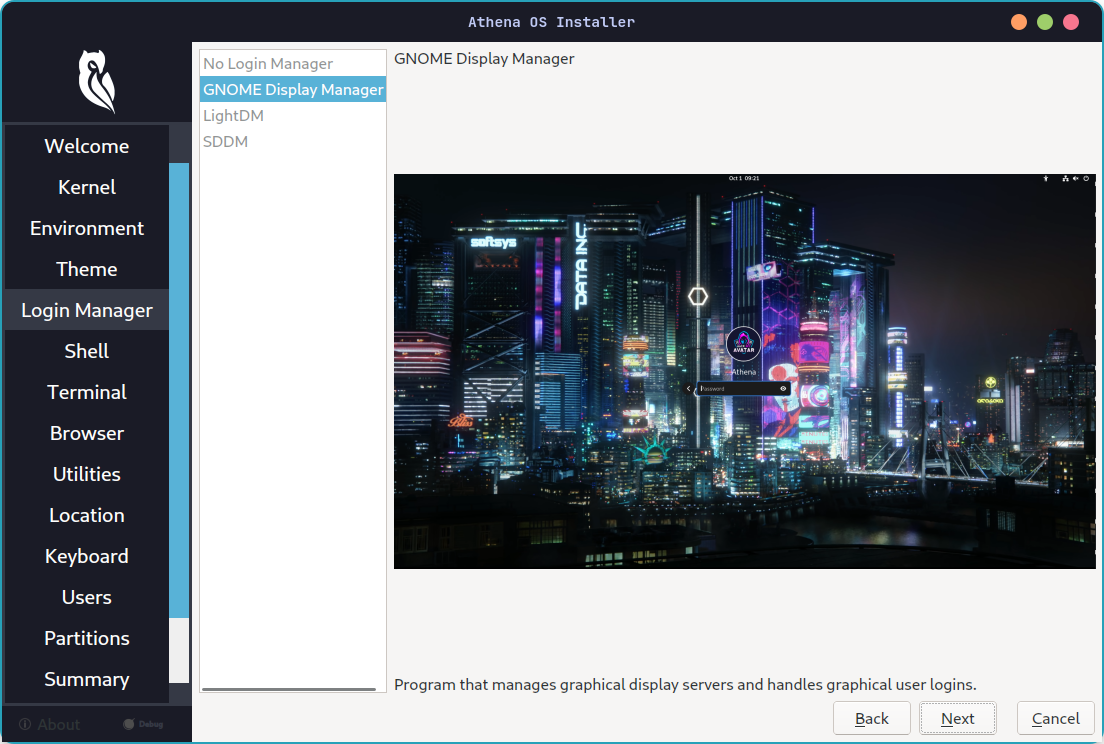 Athena OS Installer
Welcome
Kernel
Environment
Theme
Login Manager
Shell
Terminal
Browser
Utilities
Location
Keyboard
Users
Partitions
Summary
About
Debug
No Login Manager
GNOME Display Manager
LightDM
SDDM
GNOME Display Manager
Oct 1 09:21
softsys
DATA INC.
AVATAR
Athena
Password
Program that manages graphical display servers and handles graphical user logins.
Back
Next
Cancel